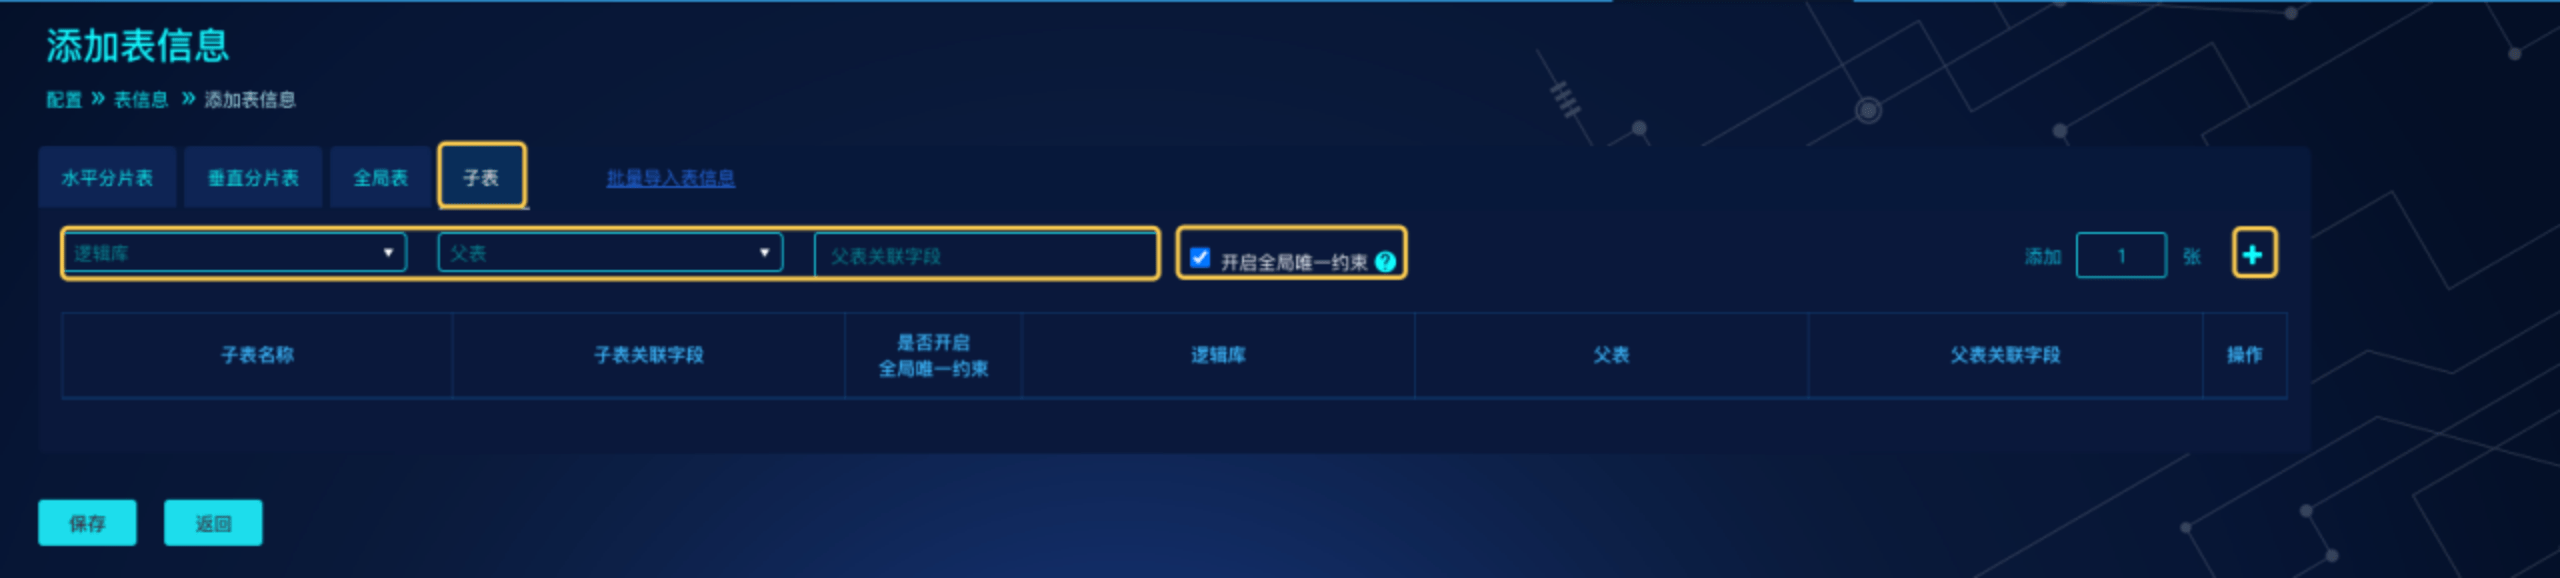 添加表信息
配置 » 表信息 » 添加表信息
水平分片表 垂直分片表 全局表 子表 批量导入表信息
逻辑库 父表 父表关联字段 开启全局唯一约束 ? 添加 1 张 +
子表名称 子表关联字段 是否开启 逻辑库 父表 父表关联字段 操作
全局唯一约束
保存 返回